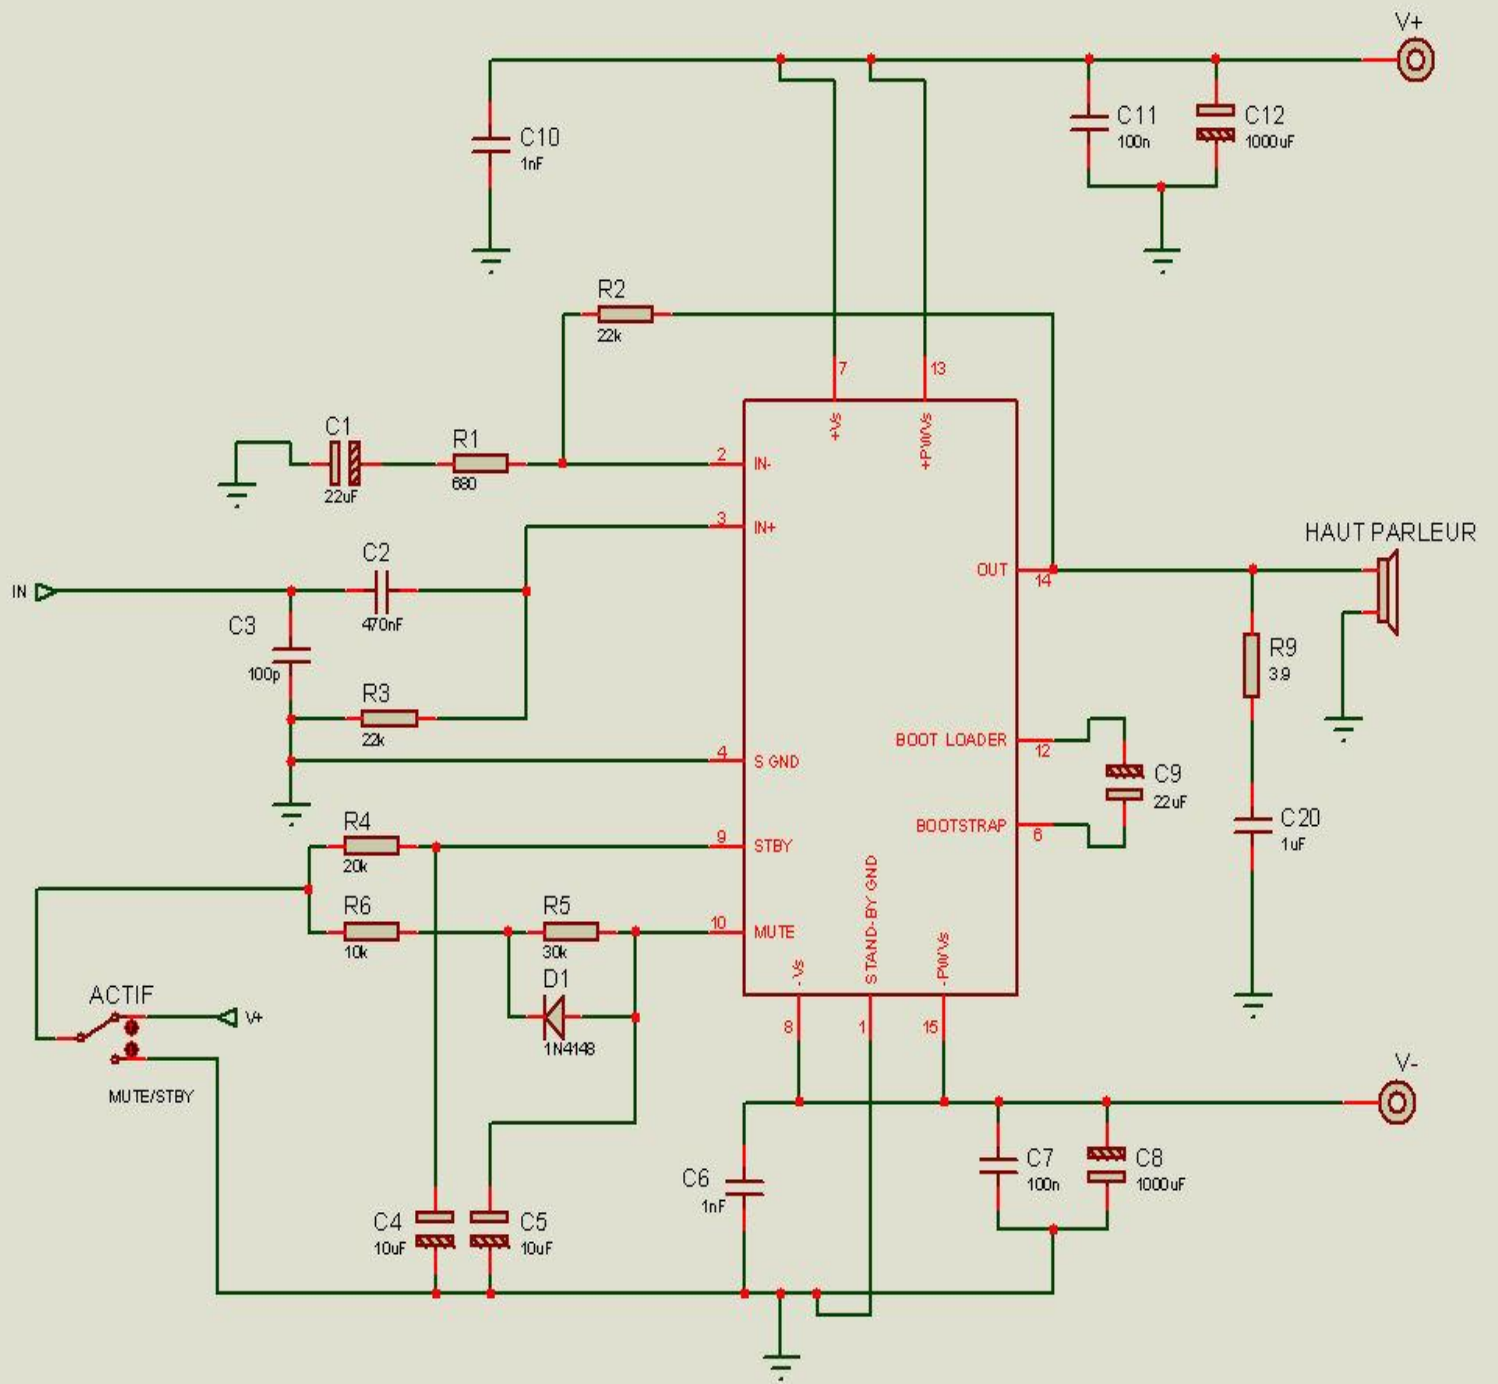 V+
C10
1nF
C11
100n
C12
1000uF
R2
22k
7
13
+Vs
+PWVs
C1
22uF
R1
680
2
IN-
3
IN+
HAUT PARLEUR
C2
470nF
IN
C3
100p
OUT
14
R9
3.9
R3
22k
4
S GND
BOOT LOADER
12
C9
22uF
R4
20k
9
STBY
BOOTSTRAP
6
C20
1uF
R6
10k
R5
30k
10
MUTE
-Vs
STAND-BY GND
-PWVs
D1
1N4148
ACTIF
V+
8
1
15
MUTE/STBY
V-
C6
1nF
C7
100n
C8
1000uF
C4
10uF
C5
10uF